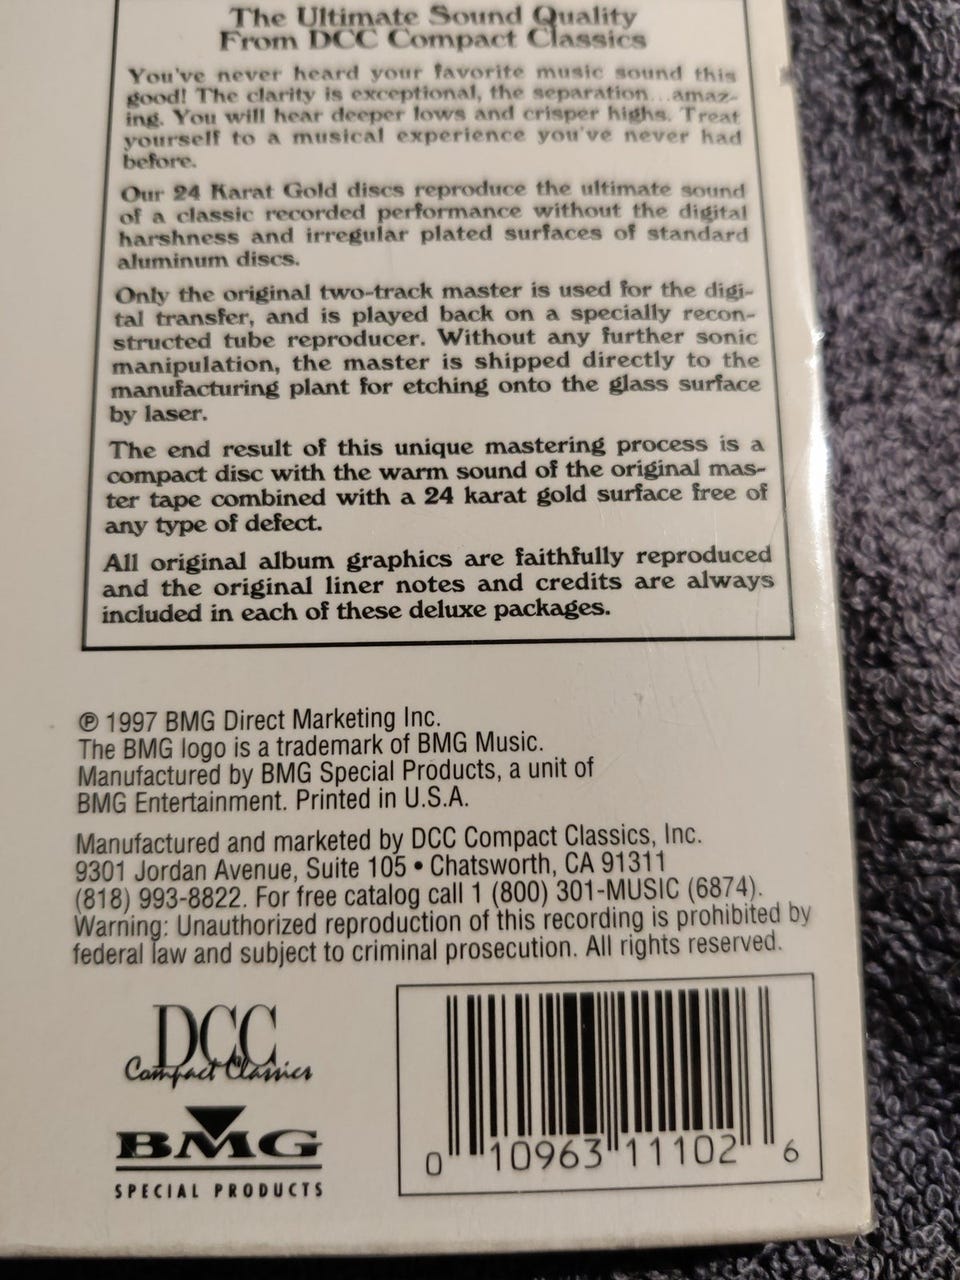 The Ultimate Sound Quality
From DCC Compact Classics
You've never heard your favorite music sound this
good! The clarity is exceptional, the separation...amaz-
ing. You will hear deeper lows and crisper highs. Treat
yourself to a musical experience you've never had
before.
Our 24 Karat Gold discs reproduce the ultimate sound
of a classic recorded performance without the digital
harshness and irregular plated surfaces of standard
aluminum discs.
Only the original two-track master is used for the digi-
tal transfer, and is played back on a specially recon-
structed tube reproducer. Without any further sonic
manipulation, the master is shipped directly to the
manufacturing plant for etching onto the glass surface
by laser.
The end result of this unique mastering process is a
compact disc with the warm sound of the original mas-
ter tape combined with a 24 karat gold surface free of
any type of defect.
All original album graphics are faithfully reproduced
and the original liner notes and credits are always
included in each of these deluxe packages.
℗ 1997 BMG Direct Marketing Inc.
The BMG logo is a trademark of BMG Music.
Manufactured by BMG Special Products, a unit of
BMG Entertainment. Printed in U.S.A.
Manufactured and marketed by DCC Compact Classics, Inc.
9301 Jordan Avenue, Suite 105 • Chatsworth, CA 91311
(818) 993-8822. For free catalog call 1 (800) 301-MUSIC (6874).
Warning: Unauthorized reproduction of this recording is prohibited by
federal law and subject to criminal prosecution. All rights reserved.
DCC
Compact Classics
BMG
SPECIAL PRODUCTS
0 10963 11102 6